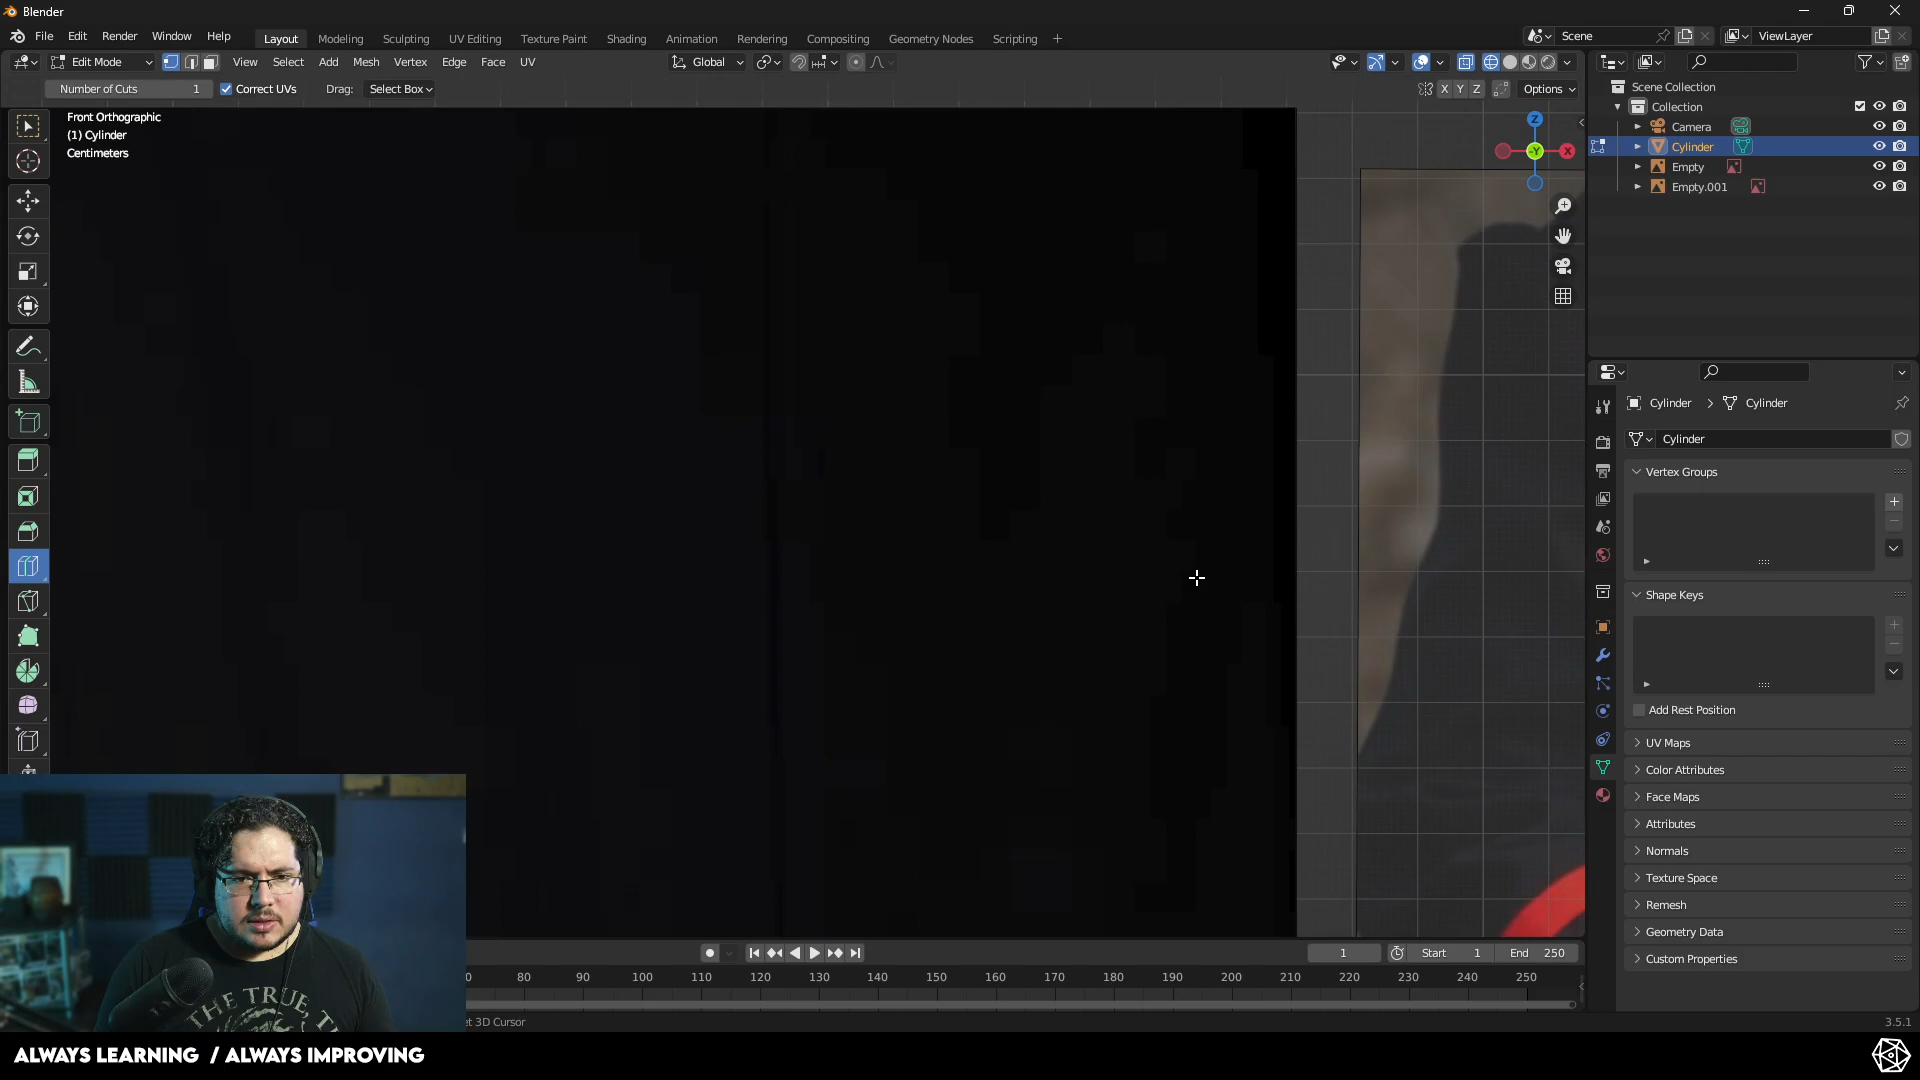 Blender
File Edit Render Window Help
Layout Modeling Sculpting UV Editing Texture Paint Shading Animation Rendering Compositing Geometry Nodes Scripting +
Scene
ViewLayer
Edit Mode
View Select Add Mesh Vertex Edge Face UV
Global
Number of Cuts 1
Correct UVs
Drag: Select Box
X Y Z
Options
Front Orthographic
(1) Cylinder
Centimeters
Z
-Y
X
Scene Collection
Collection
Camera
Cylinder
Empty
Empty.001
Cylinder > Cylinder
Cylinder
Vertex Groups
Shape Keys
Add Rest Position
UV Maps
Color Attributes
Face Maps
Attributes
Normals
Texture Space
Remesh
Geometry Data
Custom Properties
1
Start 1
End 250
80 90 100 110 120 130 140 150 160 170 180 190 200 210 220 230 240 250
3D Cursor
3.5.1
THE TRUE,
ALWAYS LEARNING / ALWAYS IMPROVING